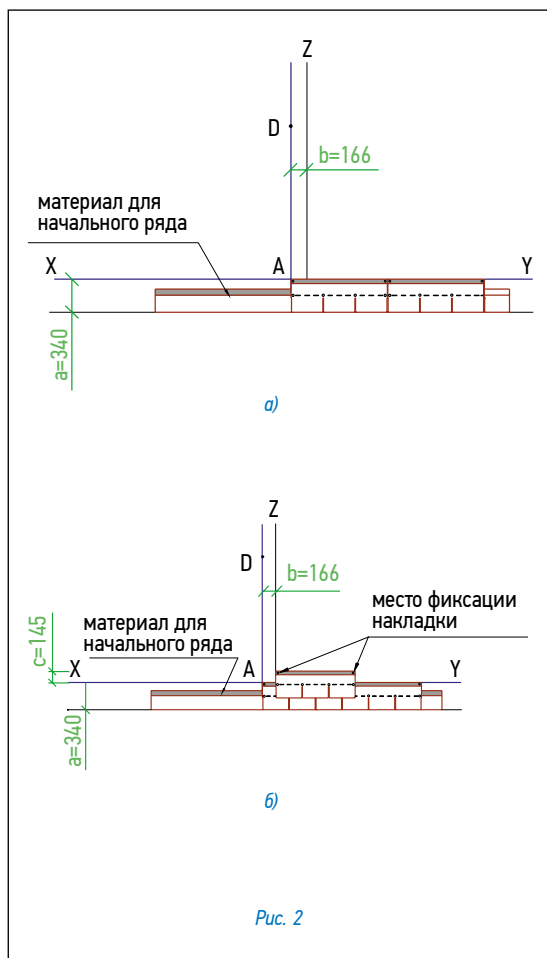 Z
D
b=166
материал для
начального ряда
X
A
Y
a=340
а)
Z
D
b=166
место фиксации
накладки
c=145
материал для
начального ряда
X
A
Y
a=340
б)
Рис. 2